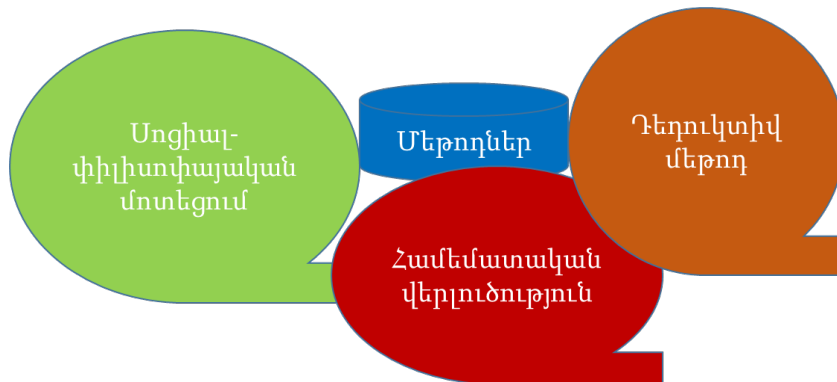 Սոցիալ-
փիլիսոփայական
մոտեցում
Մեթոդներ
Դեդուկտիվ
մեթոդ
Համեմատական
վերլուծություն